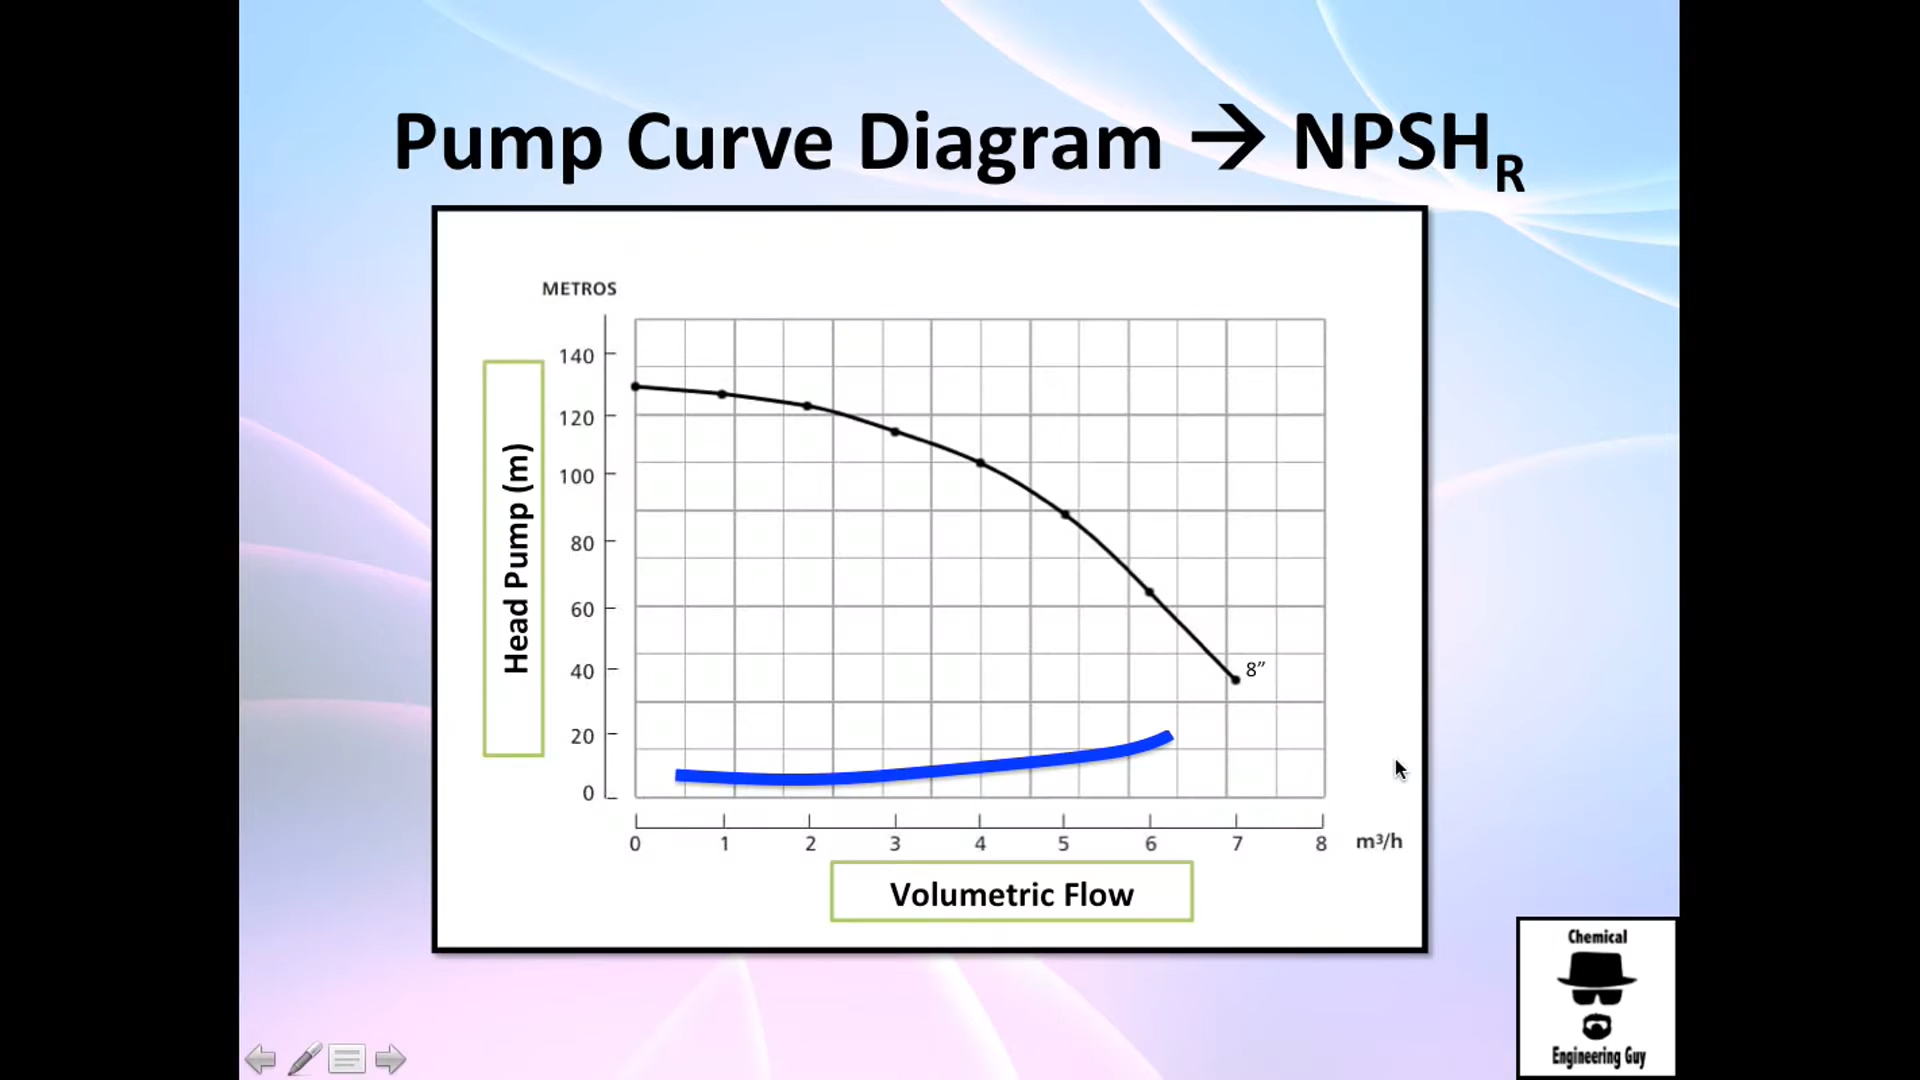 Pump Curve Diagram → NPSHR
METROS
Head Pump (m)
140
120
100
80
60
40
20
0
8”
0 1 2 3 4 5 6 7 8 m³/h
Volumetric Flow
Chemical
Engineering Guy